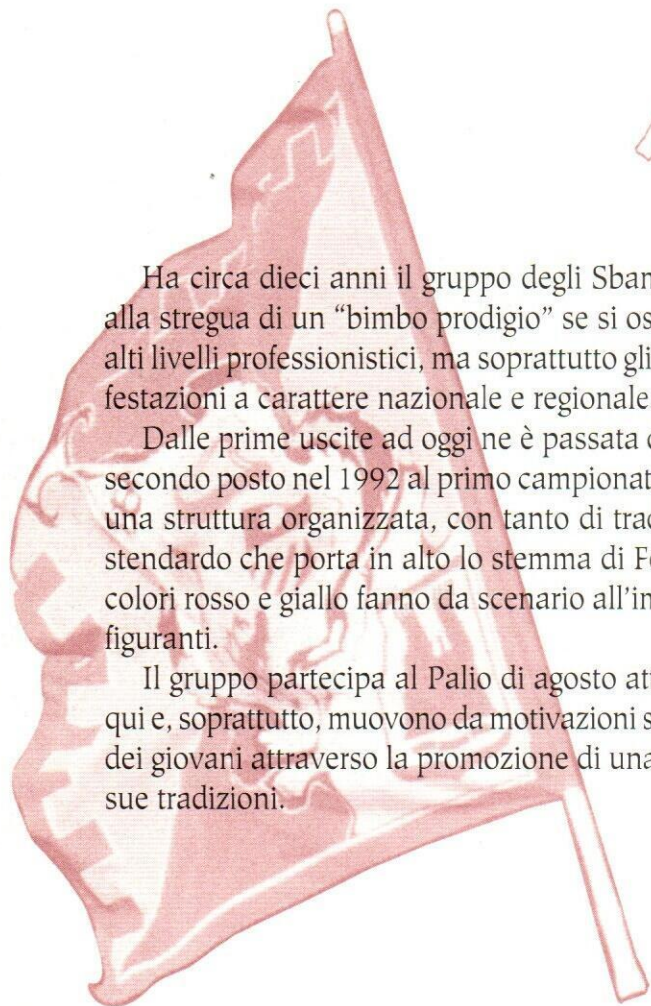 Ha circa dieci anni il gruppo degli Sban
alla stregua di un “bimbo prodigio” se si os
alti livelli professionistici, ma soprattutto gli
festazioni a carattere nazionale e regionale
Dalle prime uscite ad oggi ne è passata
secondo posto nel 1992 al primo campionat
una struttura organizzata, con tanto di trac
stendardo che porta in alto lo stemma di Fe
colori rosso e giallo fanno da scenario all’in
figuranti.
Il gruppo partecipa al Palio di agosto att
qui e, soprattutto, muovono da motivazioni s
dei giovani attraverso la promozione di una
sue tradizioni.